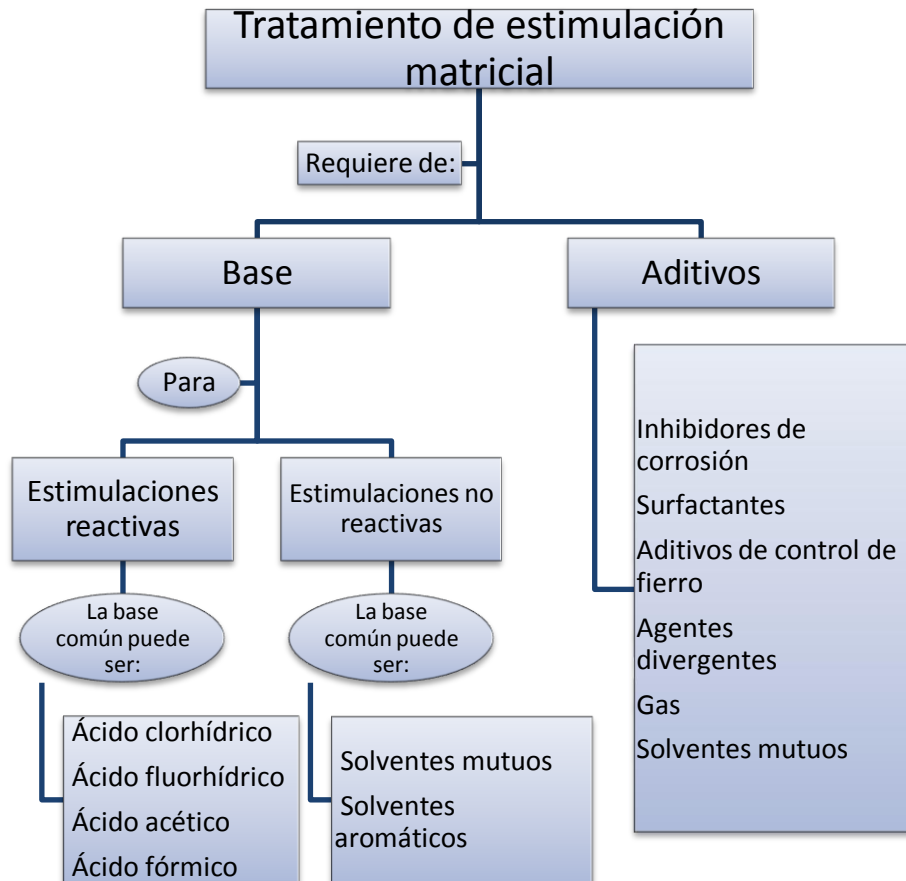 Tratamiento de estimulación
matricial
Requiere de:
Base
Aditivos
Para
Estimulaciones
reactivas
Estimulaciones no
reactivas
La base
común puede
ser:
La base
común puede
ser:
Ácido clorhídrico
Ácido fluorhídrico
Ácido acético
Ácido fórmico
Solventes mutuos
Solventes
aromáticos
Inhibidores de
corrosión
Surfactantes
Aditivos de control de
fierro
Agentes
divergentes
Gas
Solventes mutuos